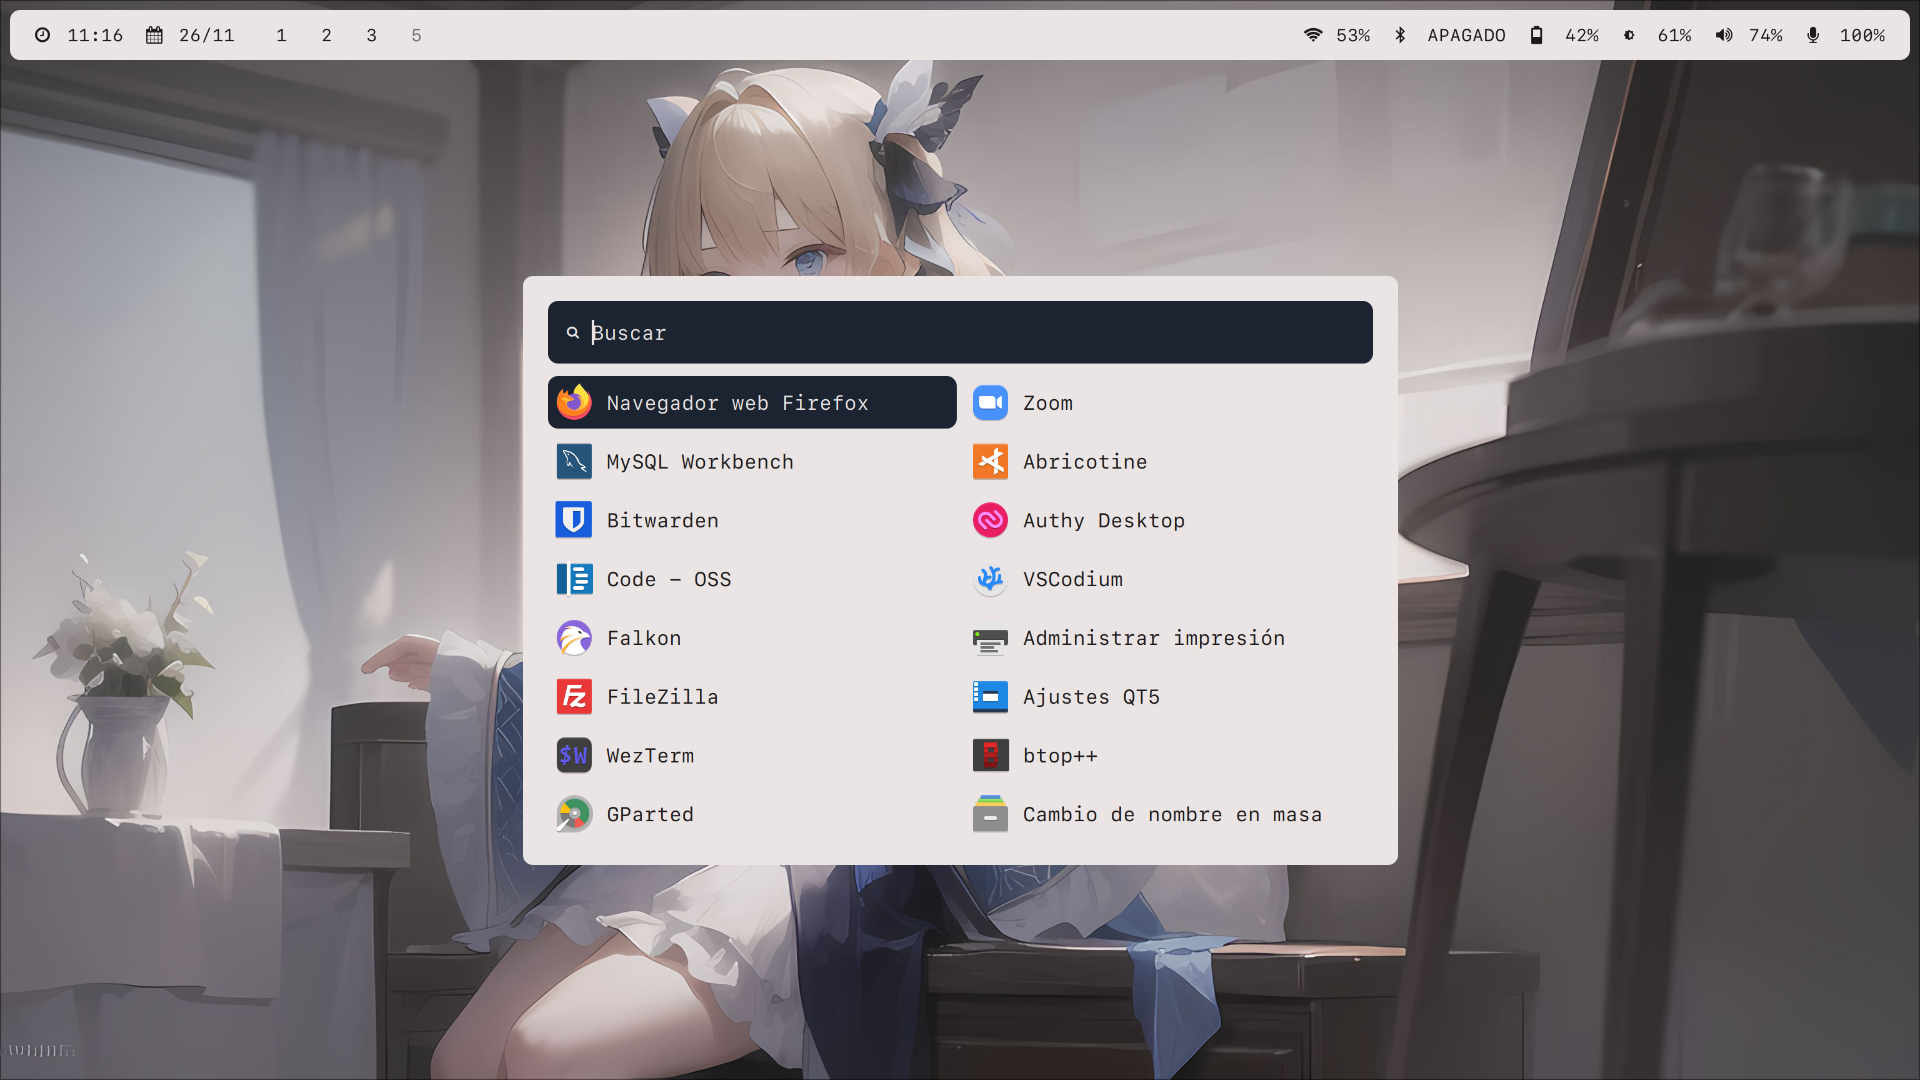 11:16 26/11 1 2 3 5 53% APAGADO 42% 61% 74% 100%
Buscar
Navegador web Firefox
Zoom
MySQL Workbench
Abricotine
Bitwarden
Authy Desktop
Code - OSS
VSCodium
Falkon
Administrar impresión
FileZilla
Ajustes QT5
$W WezTerm
btop++
GParted
Cambio de nombre en masa